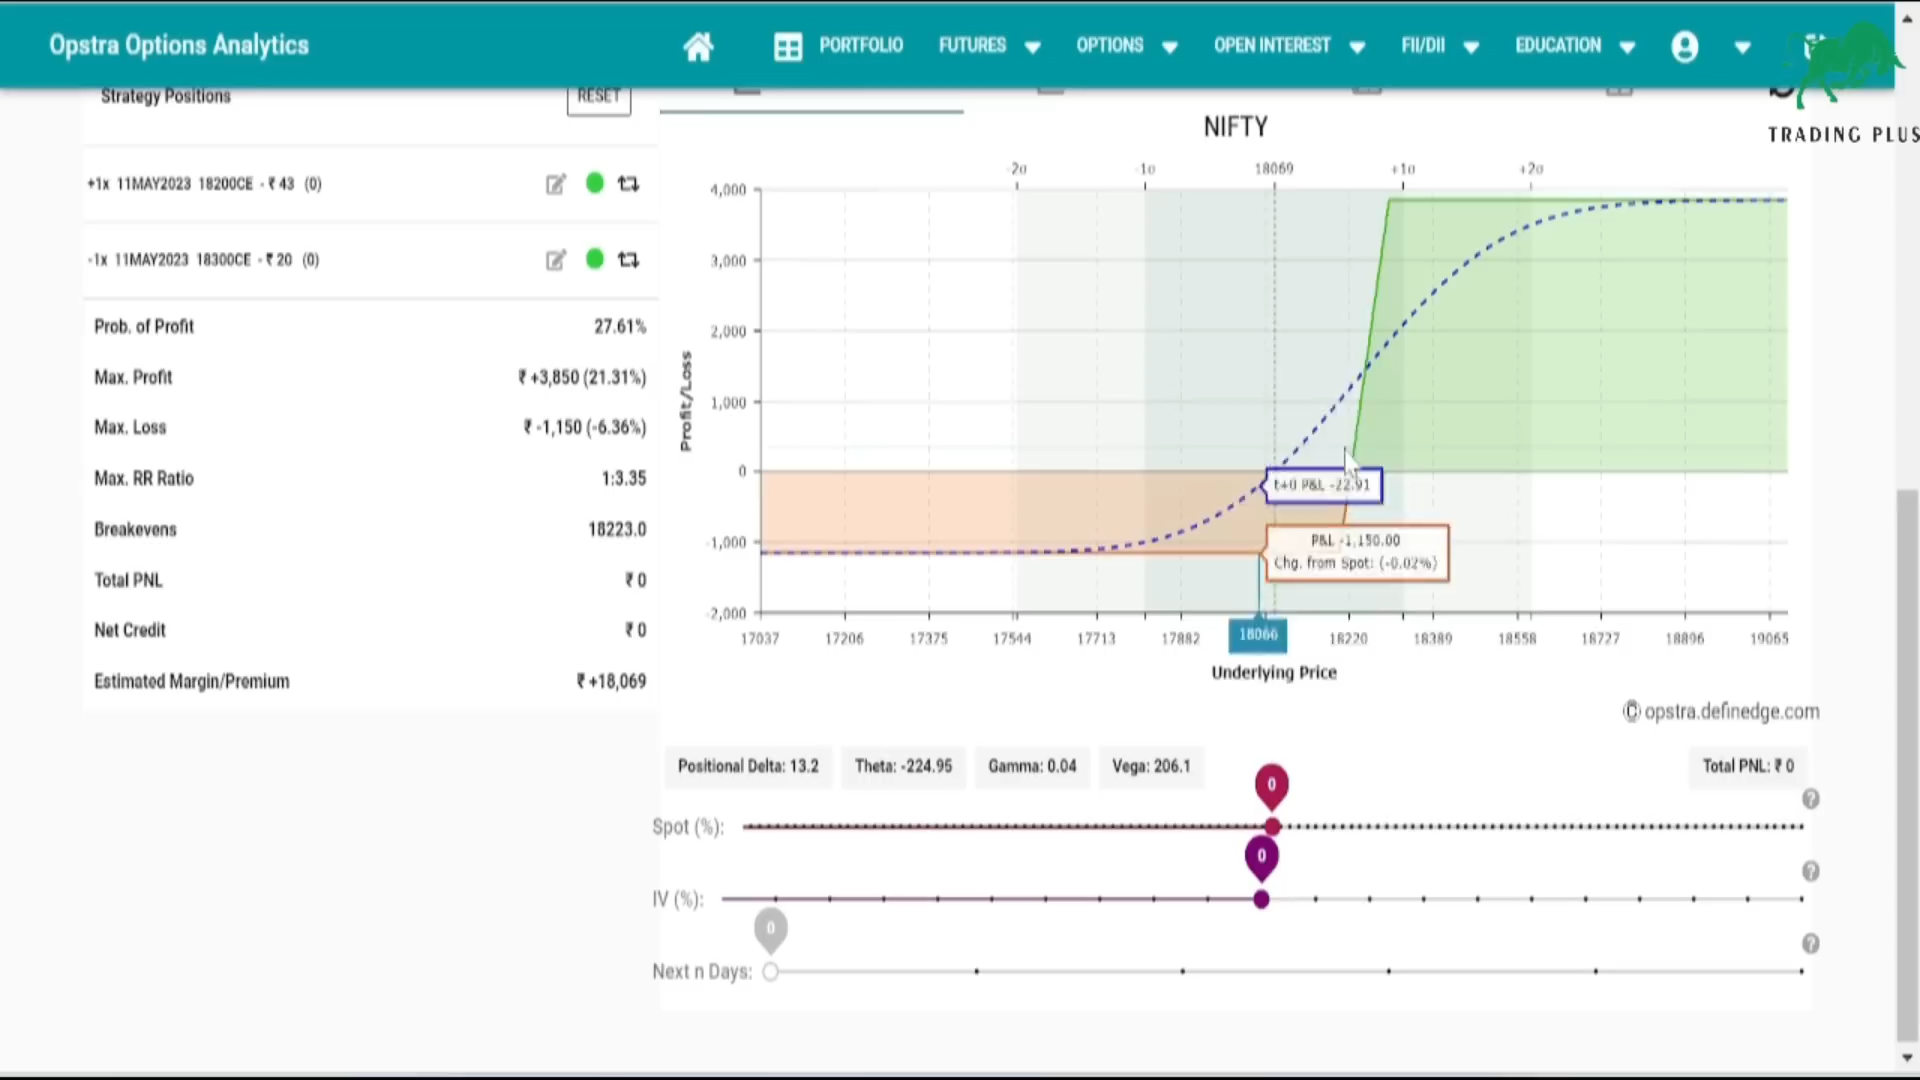 Opstra Options Analytics
PORTFOLIO FUTURES OPTIONS OPEN INTEREST FII/DII EDUCATION
TRADING PLUS
Strategy Positions RESET
+1x 11MAY2023 18200CE - ₹ 43 (0)
-1x 11MAY2023 18300CE - ₹ 20 (0)
Prob. of Profit 27.61%
Max. Profit ₹ +3,850 (21.31%)
Max. Loss ₹ -1,150 (-6.36%)
Max. RR Ratio 1:3.35
Breakevens 18223.0
Total PNL ₹ 0
Net Credit ₹ 0
Estimated Margin/Premium ₹ +18,069
NIFTY
-2σ -1σ 18069 +1σ +2σ
4,000
3,000
2,000
1,000
0
-1,000
-2,000
Profit/Loss
t+0 P&L -22.91
P&L -1,150.00
Chg. from Spot: (-0.02%)
17037 17206 17375 17544 17713 17882 18066 18220 18389 18558 18727 18896 19065
Underlying Price
© opstra.definedge.com
Positional Delta: 13.2 Theta: -224.95 Gamma: 0.04 Vega: 206.1 Total PNL: ₹ 0
0
Spot (%): ?
0
IV (%): ?
0
Next n Days: ?